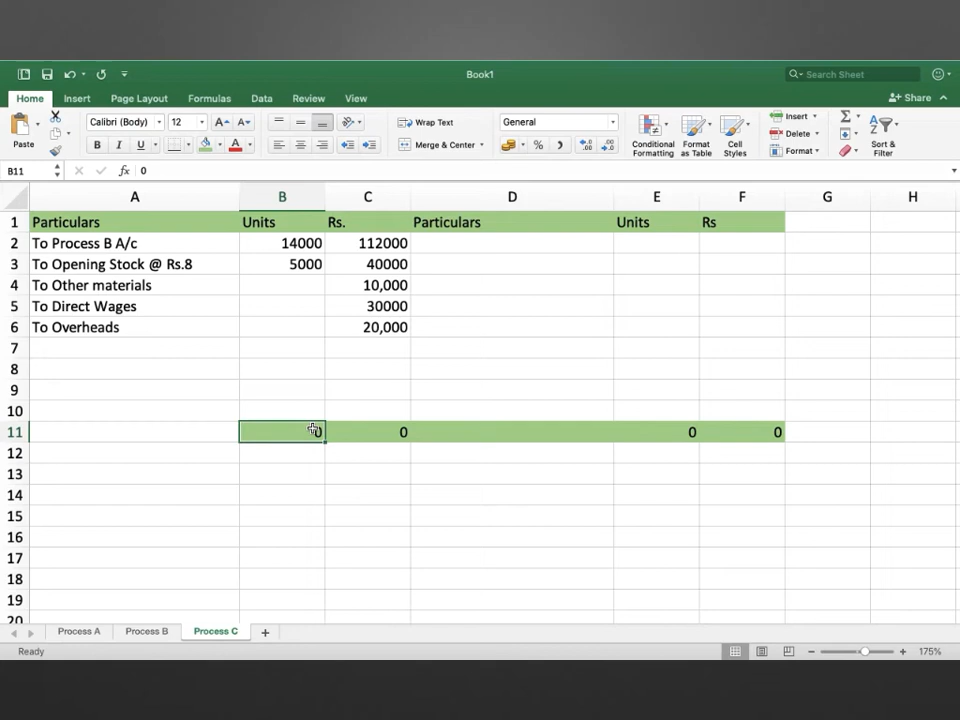 Book1
Search Sheet
Home Insert Page Layout Formulas Data Review View
Share
Paste
Calibri (Body) 12 A A
Wrap Text
General
Insert
B I U A
Merge & Center
% ,
Delete
Format
Conditional Formatting
Format as Table
Cell Styles
Sort & Filter
B11 fx 0
A B C D E F G H
1 Particulars Units Rs. Particulars Units Rs
2 To Process B A/c 14000 112000
3 To Opening Stock @ Rs.8 5000 40000
4 To Other materials 10,000
5 To Direct Wages 30000
6 To Overheads 20,000
7
8
9
10
11 0 0 0 0
12
13
14
15
16
17
18
19
20
Process A Process B Process C +
Ready
175%